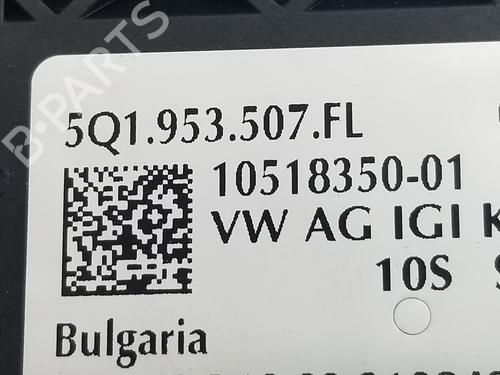 5Q1.953.507.FL
10518350-01
VW AG IGI
10S
Bulgaria
B-PARTS